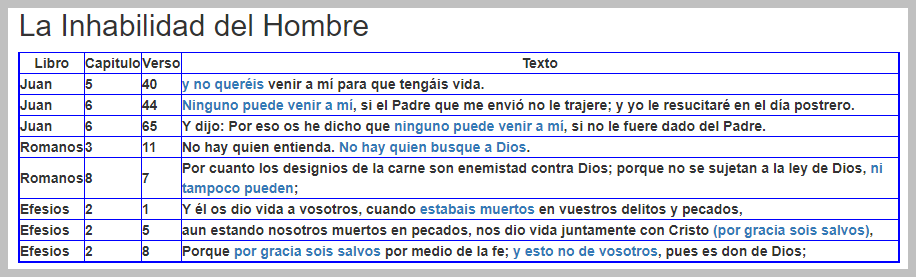 La Inhabilidad del Hombre
Libro Capitulo Verso Texto
Juan 5 40 y no queréis venir a mí para que tengáis vida.
Juan 6 44 Ninguno puede venir a mí, si el Padre que me envió no le trajere; y yo le resucitaré en el día postrero.
Juan 6 65 Y dijo: Por eso os he dicho que ninguno puede venir a mí, si no le fuere dado del Padre.
Romanos 3 11 No hay quien entienda. No hay quien busque a Dios.
Romanos 8 7 Por cuanto los designios de la carne son enemistad contra Dios; porque no se sujetan a la ley de Dios, ni
tampoco pueden;
Efesios 2 1 Y él os dio vida a vosotros, cuando estabais muertos en vuestros delitos y pecados,
Efesios 2 5 aun estando nosotros muertos en pecados, nos dio vida juntamente con Cristo (por gracia sois salvos),
Efesios 2 8 Porque por gracia sois salvos por medio de la fe; y esto no de vosotros, pues es don de Dios;